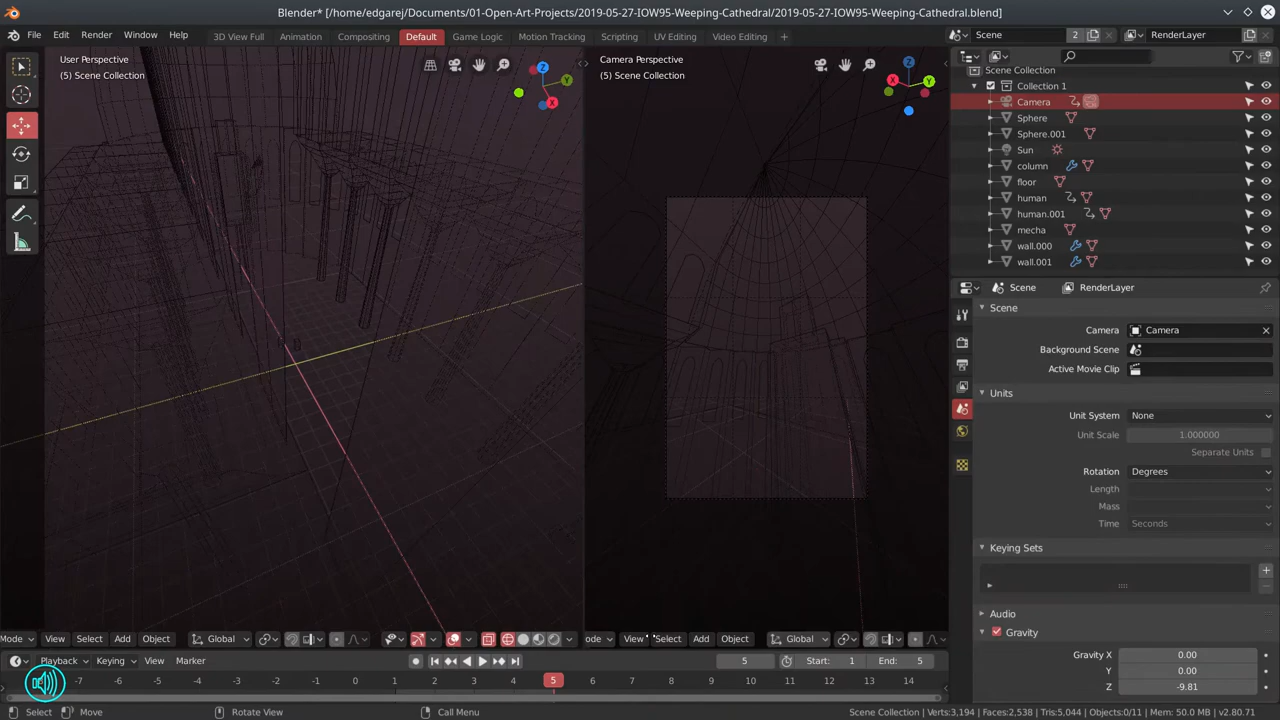 Blender* [/home/edgarej/Documents/01-Open-Art-Projects/2019-05-27-IOW95-Weeping-Cathedral/2019-05-27-IOW95-Weeping-Cathedral.blend]
File Edit Render Window Help 3D View Full Animation Compositing Default Game Logic Motion Tracking Scripting UV Editing Video Editing + Scene 2 RenderLayer
User Perspective
(5) Scene Collection
Z Y X
Camera Perspective
(5) Scene Collection
Z X Y
Scene Collection
Collection 1
Camera
Sphere
Sphere.001
Sun
column
floor
human
human.001
mecha
wall.000
wall.001
Scene RenderLayer
Scene
Camera Camera
Background Scene
Active Movie Clip
Units
Unit System None
Unit Scale 1.000000
Separate Units
Rotation Degrees
Length
Mass
Time Seconds
Keying Sets
Audio
Gravity
Gravity X 0.00
Y 0.00
Z -9.81
Mode View Select Add Object Global
ode View Select Add Object Global
Playback Keying View Marker 5 Start: 1 End: 5
-7 -6 -5 -4 -3 -2 -1 0 1 2 3 4 5 6 7 8 9 10 11 12 13 14
Select Move Rotate View Call Menu Scene Collection | Verts:3,194 | Faces:2,538 | Tris:5,044 | Objects:0/11 | Mem: 50.0 MB | v2.80.71